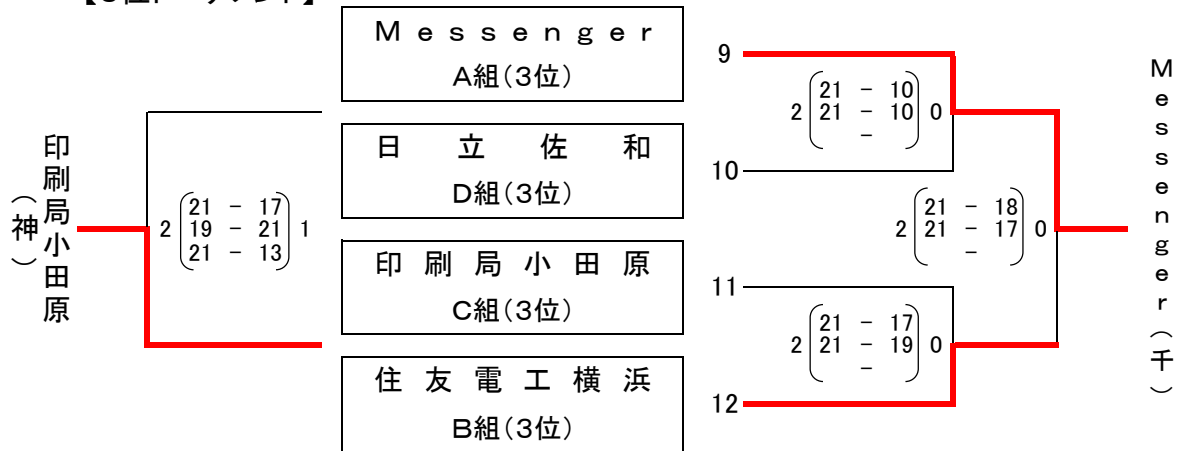 Ｍｅｓｓｅｎｇｅｒ
A組(3位)
日立佐和
D組(3位)
印刷局小田原
C組(3位)
住友電工横浜
B組(3位)
印刷局小田原
（神）
2 21 － 17 1
19 － 21
21 － 13
9
10
11
12
2 21 － 10 0
21 － 10
－
2 21 － 18 0
21 － 17
－
2 21 － 17 0
21 － 19
－
Ｍｅｓｓｅｎｇｅｒ（千）